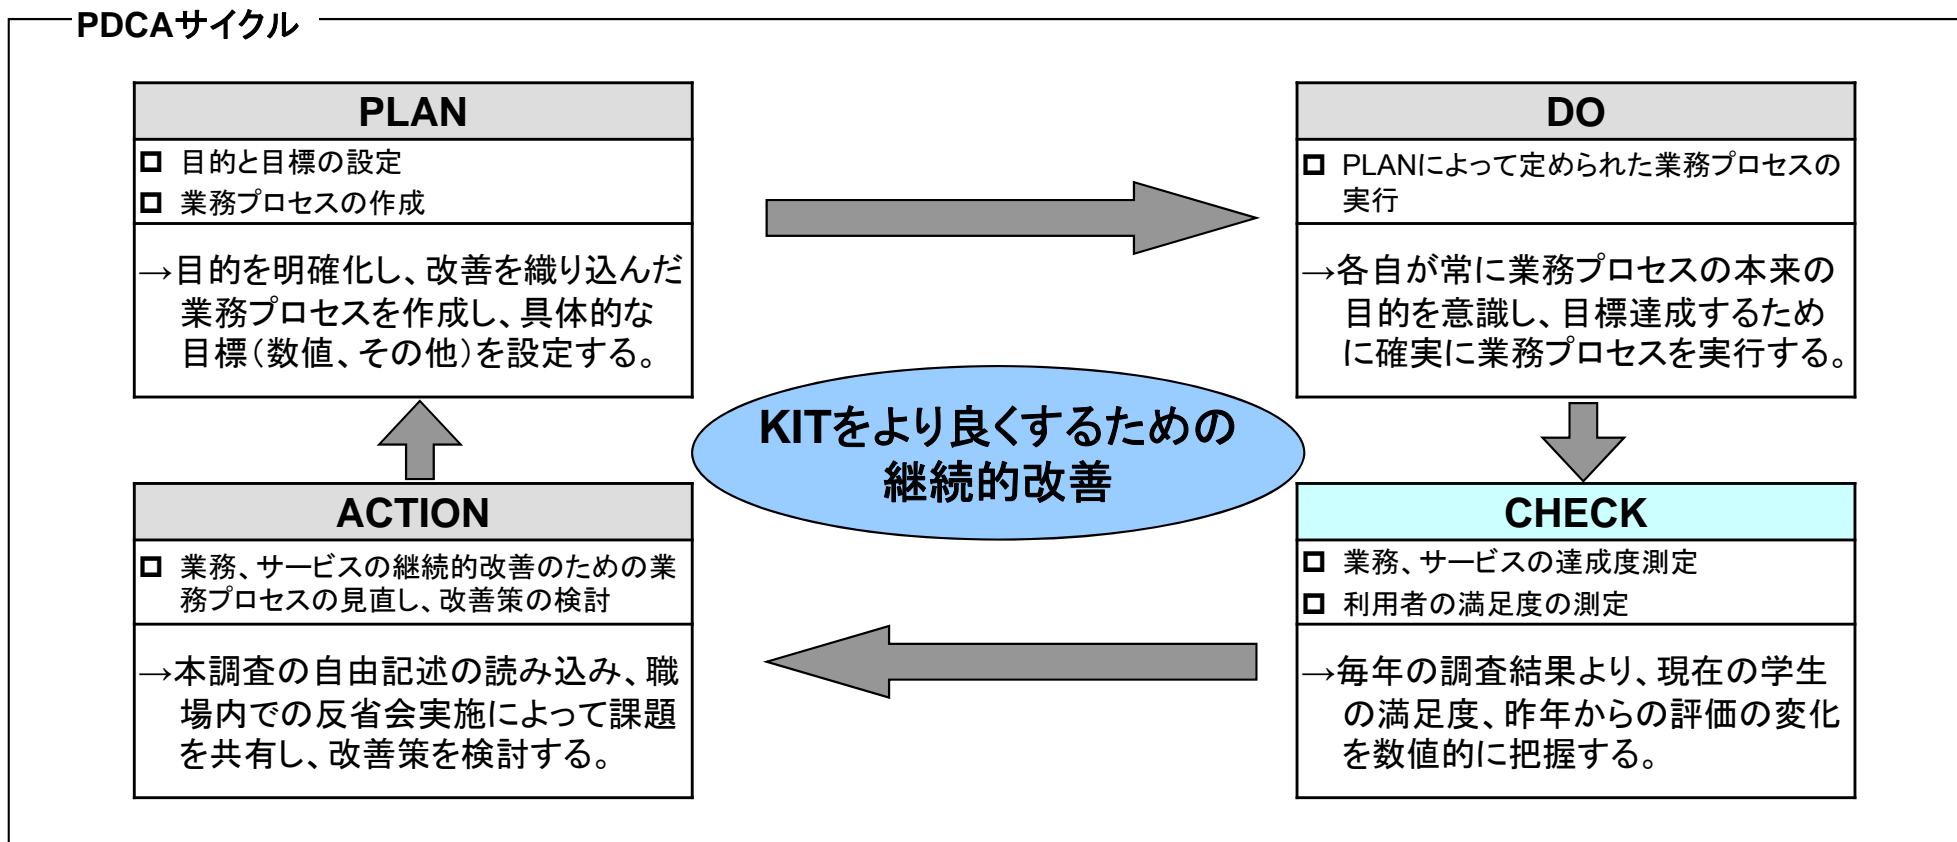 PDCAサイクル
PLAN
目的と目標の設定
業務プロセスの作成
→目的を明確化し、改善を織り込んだ
業務プロセスを作成し、具体的な
目標（数値、その他）を設定する。
DO
PLANによって定められた業務プロセスの
実行
→各自が常に業務プロセスの本来の
目的を意識し、目標達成するため
に確実に業務プロセスを実行する。
KITをより良くするための
継続的改善
ACTION
業務、サービスの継続的改善のための業
務プロセスの見直し、改善策の検討
→本調査の自由記述の読み込み、職
場内での反省会実施によって課題
を共有し、改善策を検討する。
CHECK
業務、サービスの達成度測定
利用者の満足度の測定
→毎年の調査結果より、現在の学生
の満足度、昨年からの評価の変化
を数値的に把握する。